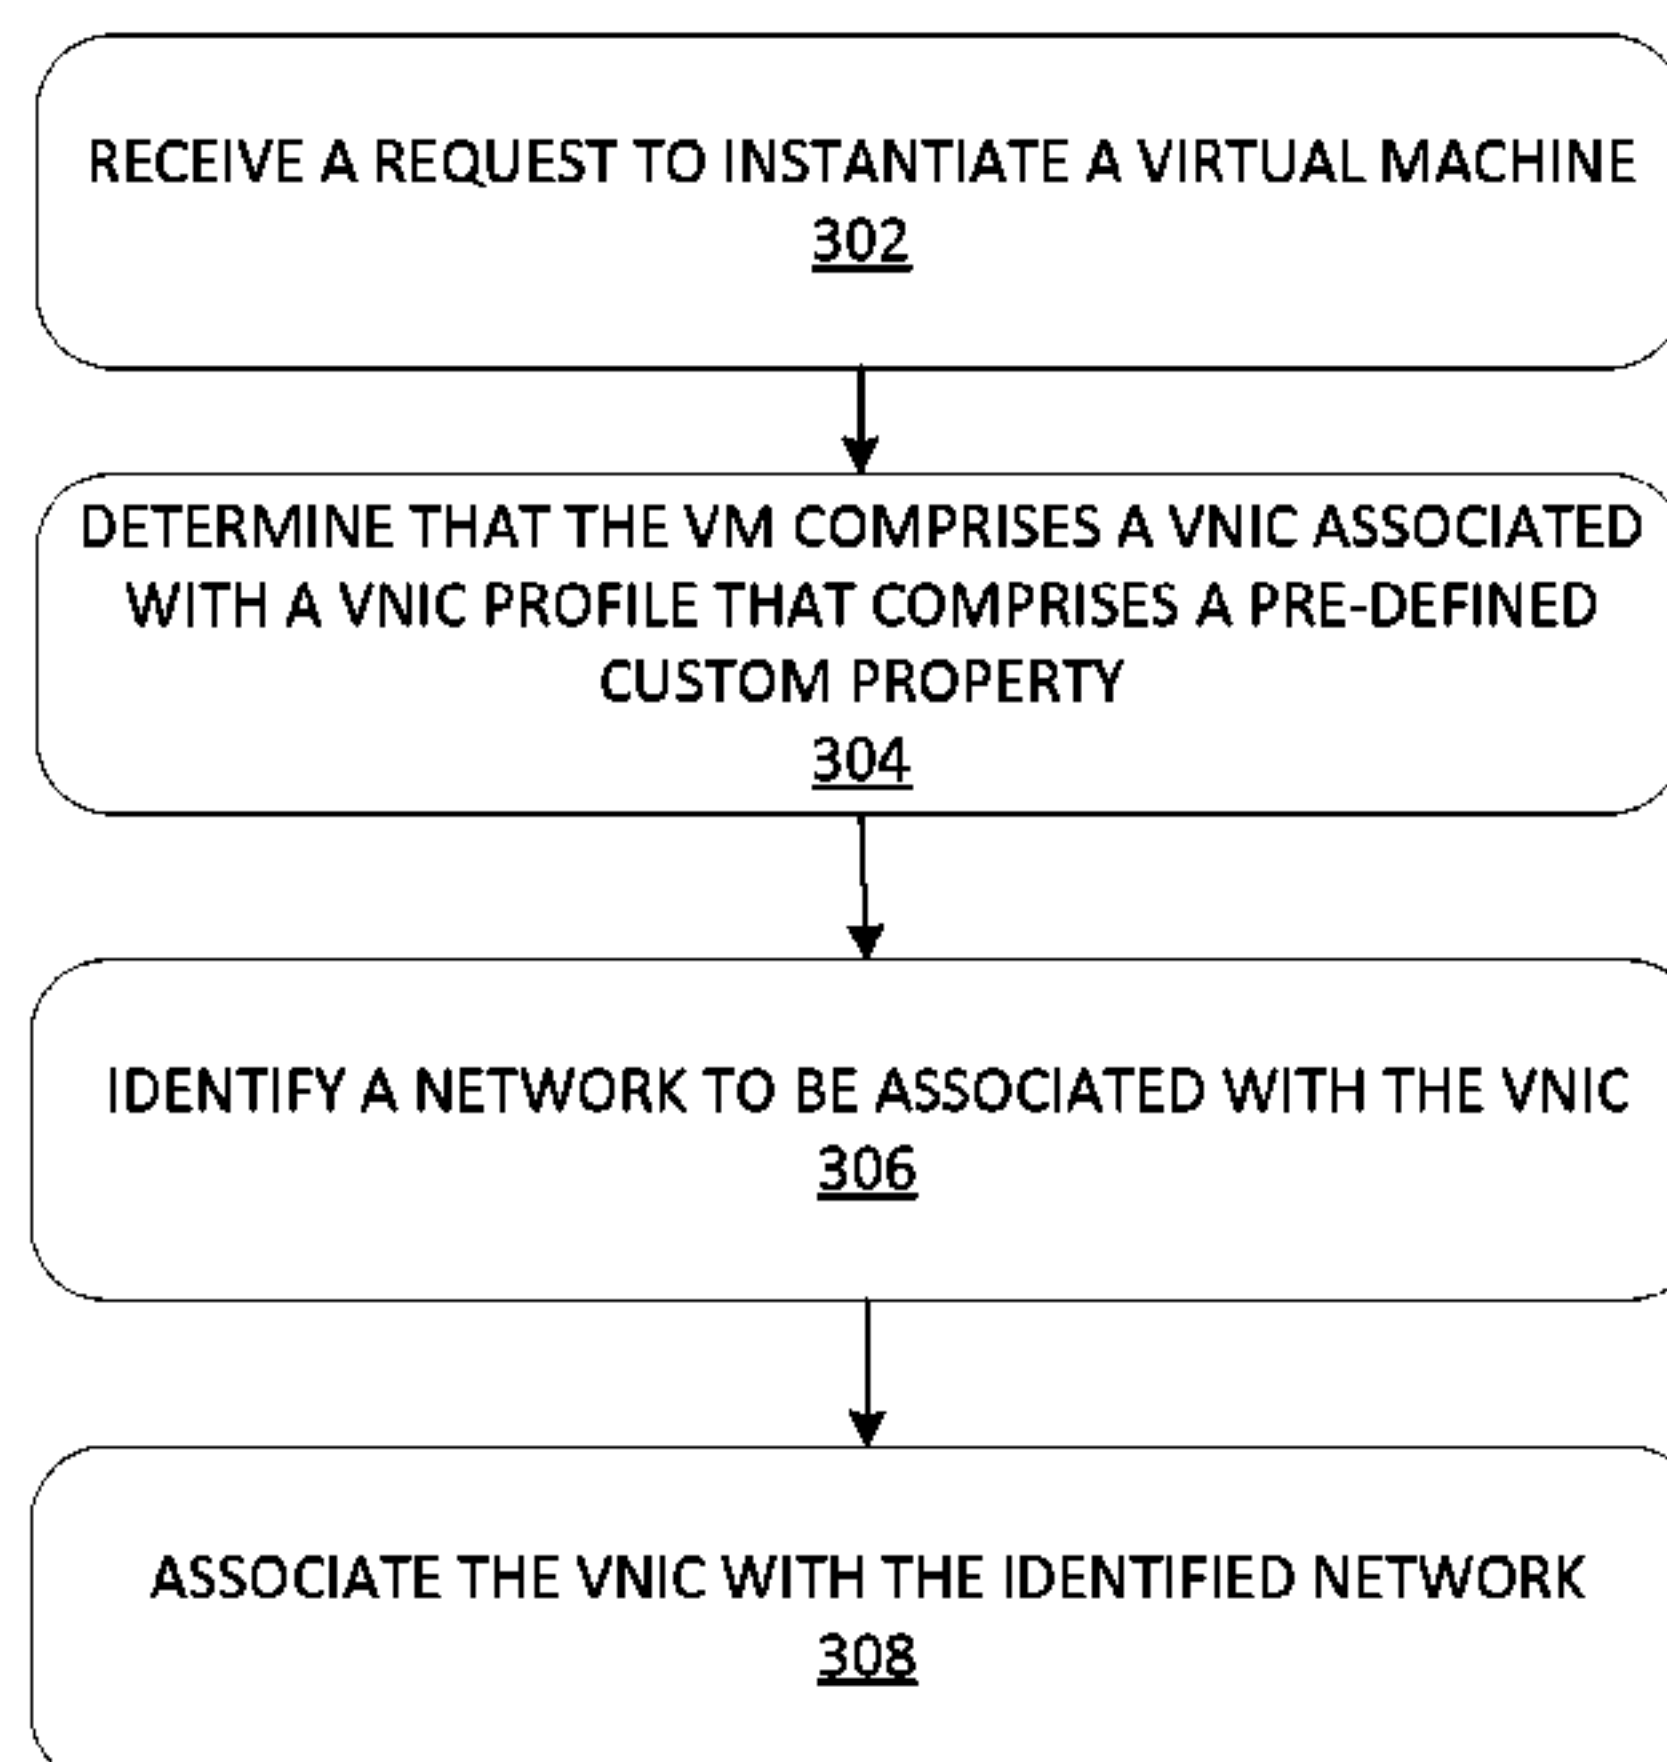 RECEIVE A REQUEST TO INSTANTIATE A VIRTUAL MACHINE
302
DETERMINE THAT THE VM COMPRISES A VNIC ASSOCIATED
WITH A VNIC PROFILE THAT COMPRISES A PRE-DEFINED
CUSTOM PROPERTY
304
IDENTIFY A NETWORK TO BE ASSOCIATED WITH THE VNIC
306
ASSOCIATE THE VNIC WITH THE IDENTIFIED NETWORK
308